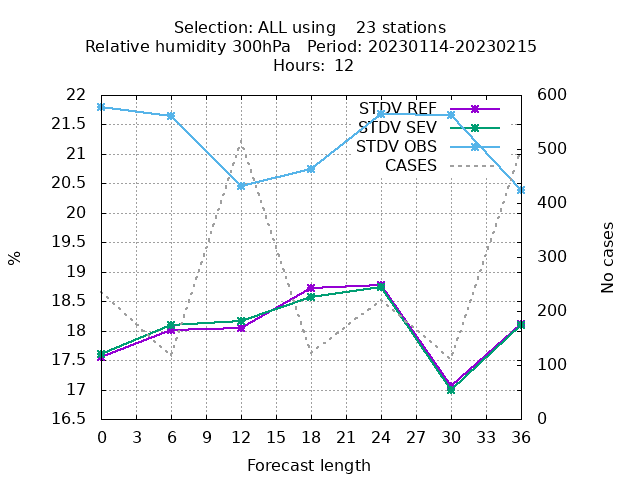 Selection: ALL using    23 stations
Relative humidity 300hPa   Period: 20230114-20230215
Hours:  12
22
21.5
21
20.5
20
19.5
19
18.5
18
17.5
17
16.5
%
600
500
400
300
200
100
0
No cases
STDV REF
STDV SEV
STDV OBS
CASES
0 3 6 9 12 15 18 21 24 27 30 33 36
Forecast length